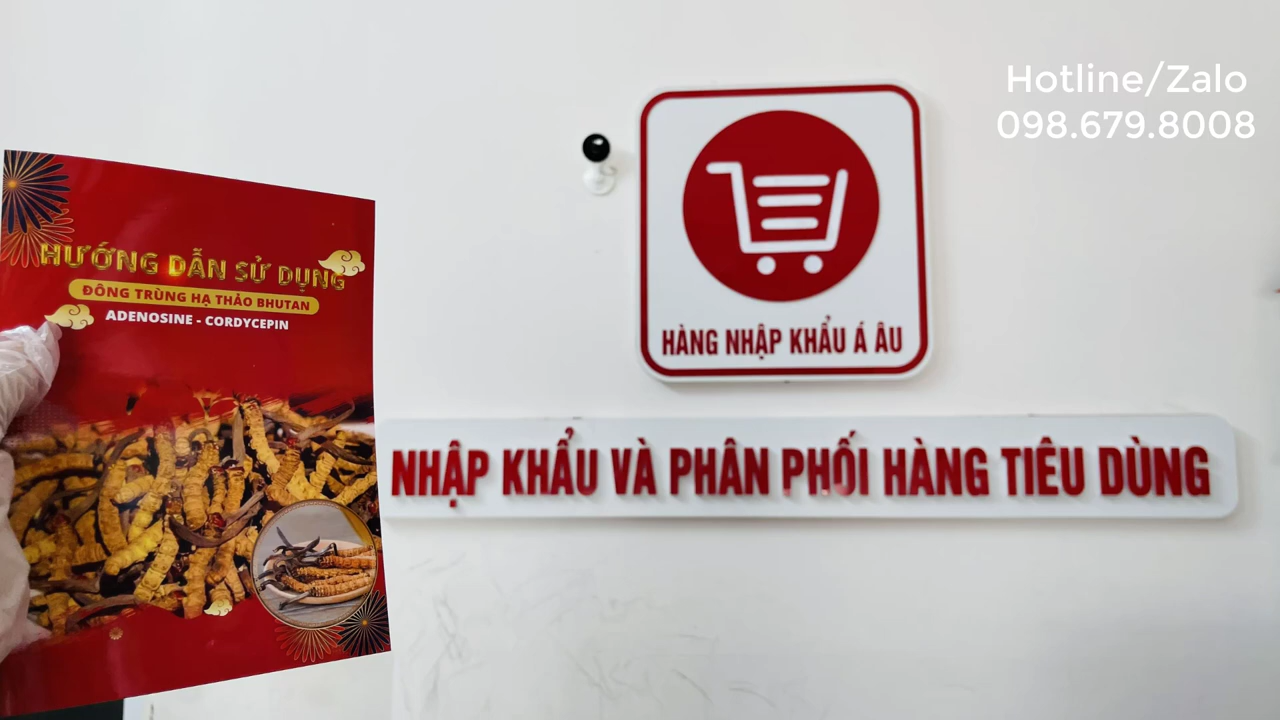 Hotline/Zalo
098.679.8008
HƯỚNG DẪN SỬ DỤNG
ĐÔNG TRÙNG HẠ THẢO BHUTAN
ADENOSINE - CORDYCEPIN
HÀNG NHẬP KHẨU Á ÂU
NHẬP KHẨU VÀ PHÂN PHỐI HÀNG TIÊU DÙNG